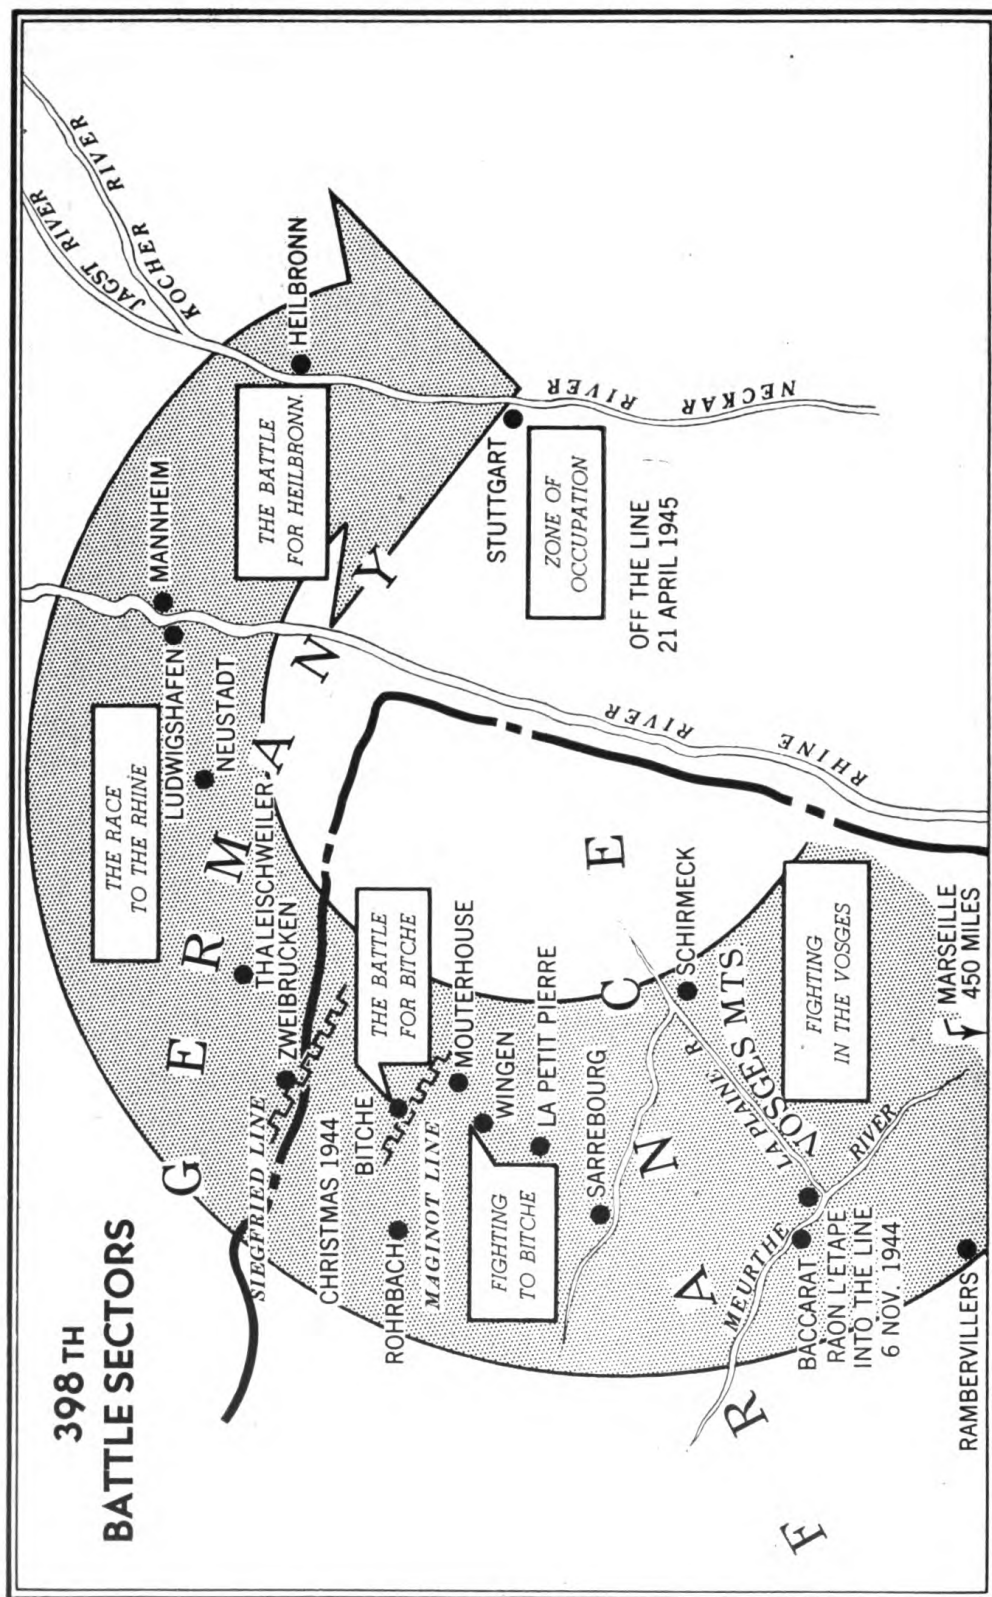 398TH
BATTLE SECTORS
JAGST RIVER
KOCHER RIVER
HEILBRONN
THE BATTLE
FOR HEILBRONN.
MANNHEIM
LUDWIGSHAFEN
NEUSTADT
THE RACE
TO THE RHINE
THALEISCHWEILER
ZWEIBRUCKEN
GERMANY
SIEGFRIED LINE
CHRISTMAS 1944
BITCHE
THE BATTLE
FOR BITCHE
ROHRBACH
MAGINOT LINE
MOUTERHOUSE
WINGEN
FIGHTING
TO BITCHE
LA PETIT PIERRE
SARREBOURG
STUTTGART
ZONE OF
OCCUPATION
OFF THE LINE
21 APRIL 1945
NECKAR RIVER
RHINE RIVER
FRANCE
SCHIRMECK
LA PLAINE R
VOSGES MTS
FIGHTING
IN THE VOSGES
MEURTHE RIVER
BACCARAT
RAON L'ETAPE
INTO THE LINE
6 NOV. 1944
RAMBERVILLERS
MARSEILLE
450 MILES